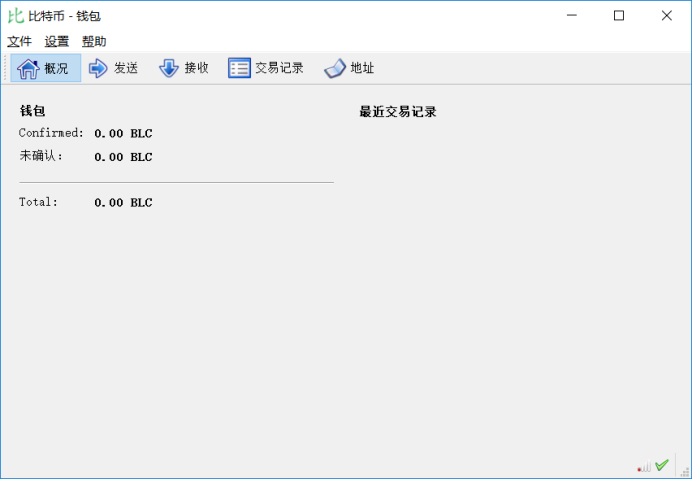 比特币 - 钱包
文件 设置 帮助
概况 发送 接收 交易记录 地址
钱包
Confirmed: 0.00 BLC
未确认: 0.00 BLC
Total: 0.00 BLC
最近交易记录